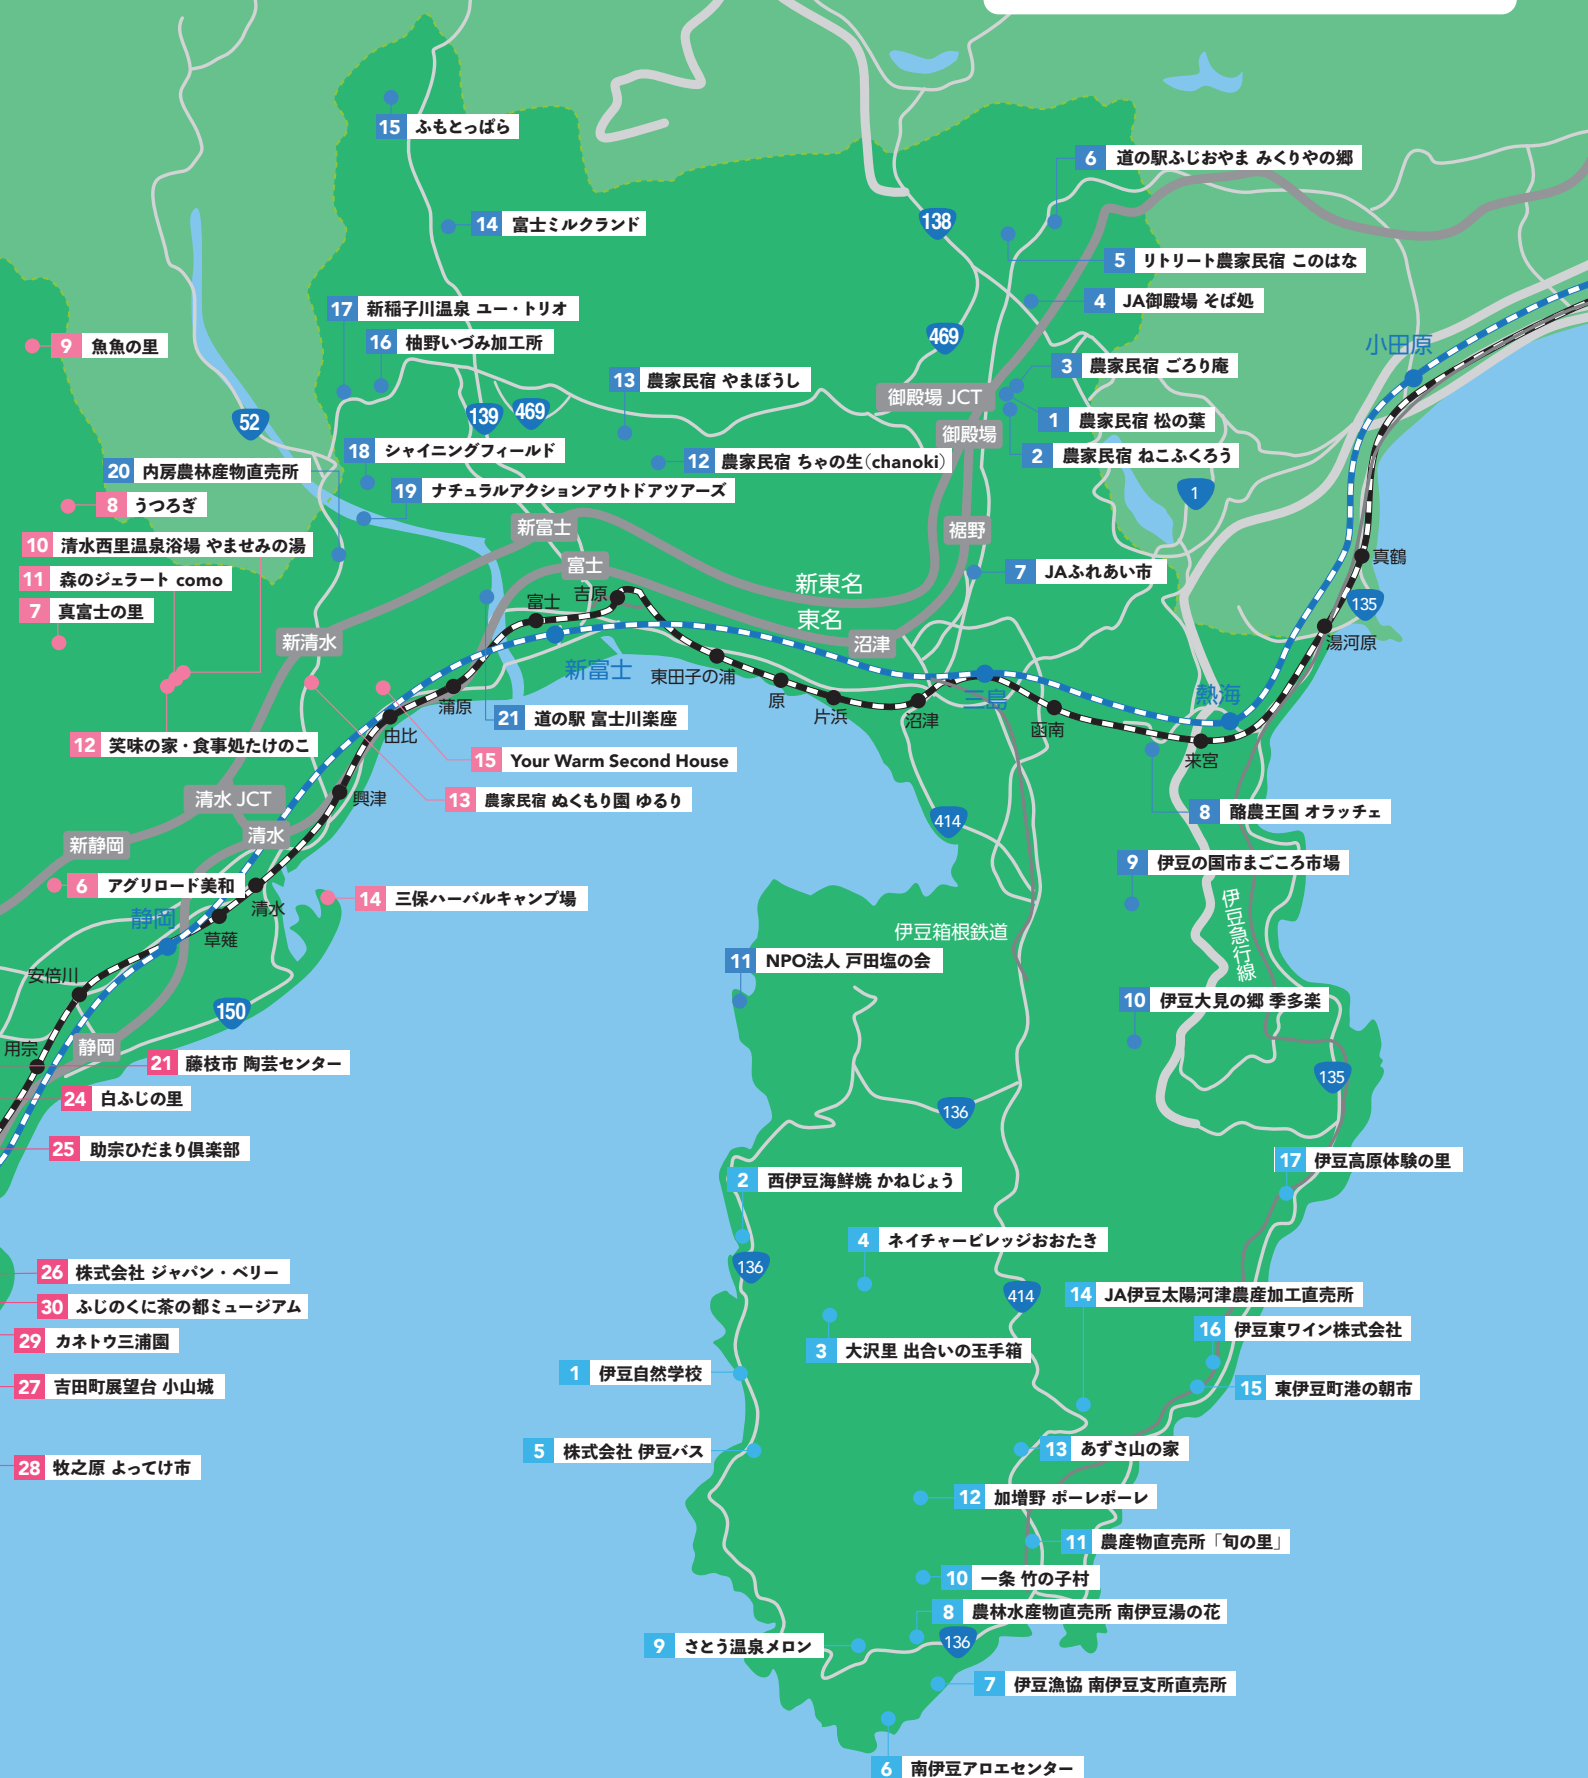 15 ふもとっぱら
6 道の駅ふじおやま みくりやの郷
14 富士ミルクランド
138
5 リトリート農家民宿 このはな
4 JA御殿場 そば処
17 新稲子川温泉 ユー・トリオ
469
16 柚野いづみ加工所
9 魚魚の里
小田原
3 農家民宿 ごろり庵
13 農家民宿 やまぼうし
御殿場 JCT
139
469
52
1 農家民宿 松の葉
御殿場
18 シャイニングフィールド
2 農家民宿 ねこふくろう
12 農家民宿 ちゃの生(chanoki)
20 内房農林産物直売所
19 ナチュラルアクションアウトドアツアーズ
1
8 うつろぎ
新富士
裾野
10 清水西里温泉浴場 やませみの湯
真鶴
富士
7 JAふれあい市
11 森のジェラート como
新東名
吉原
富士
135
7 真富士の里
東名
新清水
沼津
湯河原
新富士
東田子の浦
熱海
三島
原
蒲原
片浜
沼津
21 道の駅 富士川楽座
函南
由比
12 笑味の家・食事処たけのこ
来宮
15 Your Warm Second House
清水 JCT
興津
13 農家民宿 ぬくもり園 ゆるり
8 酪農王国 オラッチェ
414
清水
新静岡
9 伊豆の国市まごころ市場
6 アグリロード美和
14 三保ハーバルキャンプ場
清水
静岡
草薙
伊豆箱根鉄道
伊豆急行線
11 NPO法人 戸田塩の会
安倍川
10 伊豆大見の郷 季多楽
150
用宗
静岡
21 藤枝市 陶芸センター
135
24 白ふじの里
136
25 助宗ひだまり倶楽部
17 伊豆高原体験の里
2 西伊豆海鮮焼 かねじょう
4 ネイチャービレッジおおたき
136
26 株式会社 ジャパン・ベリー
414
14 JA伊豆太陽河津農産加工直売所
30 ふじのくに茶の都ミュージアム
16 伊豆東ワイン株式会社
29 カネトウ三浦園
3 大沢里 出合いの玉手箱
1 伊豆自然学校
27 吉田町展望台 小山城
15 東伊豆町港の朝市
5 株式会社 伊豆バス
13 あずさ山の家
28 牧之原 よってけ市
12 加増野 ポーレポーレ
11 農産物直売所「旬の里」
10 一条 竹の子村
8 農林水産物直売所 南伊豆湯の花
136
9 さとう温泉メロン
7 伊豆漁協 南伊豆支所直売所
6 南伊豆アロエセンター